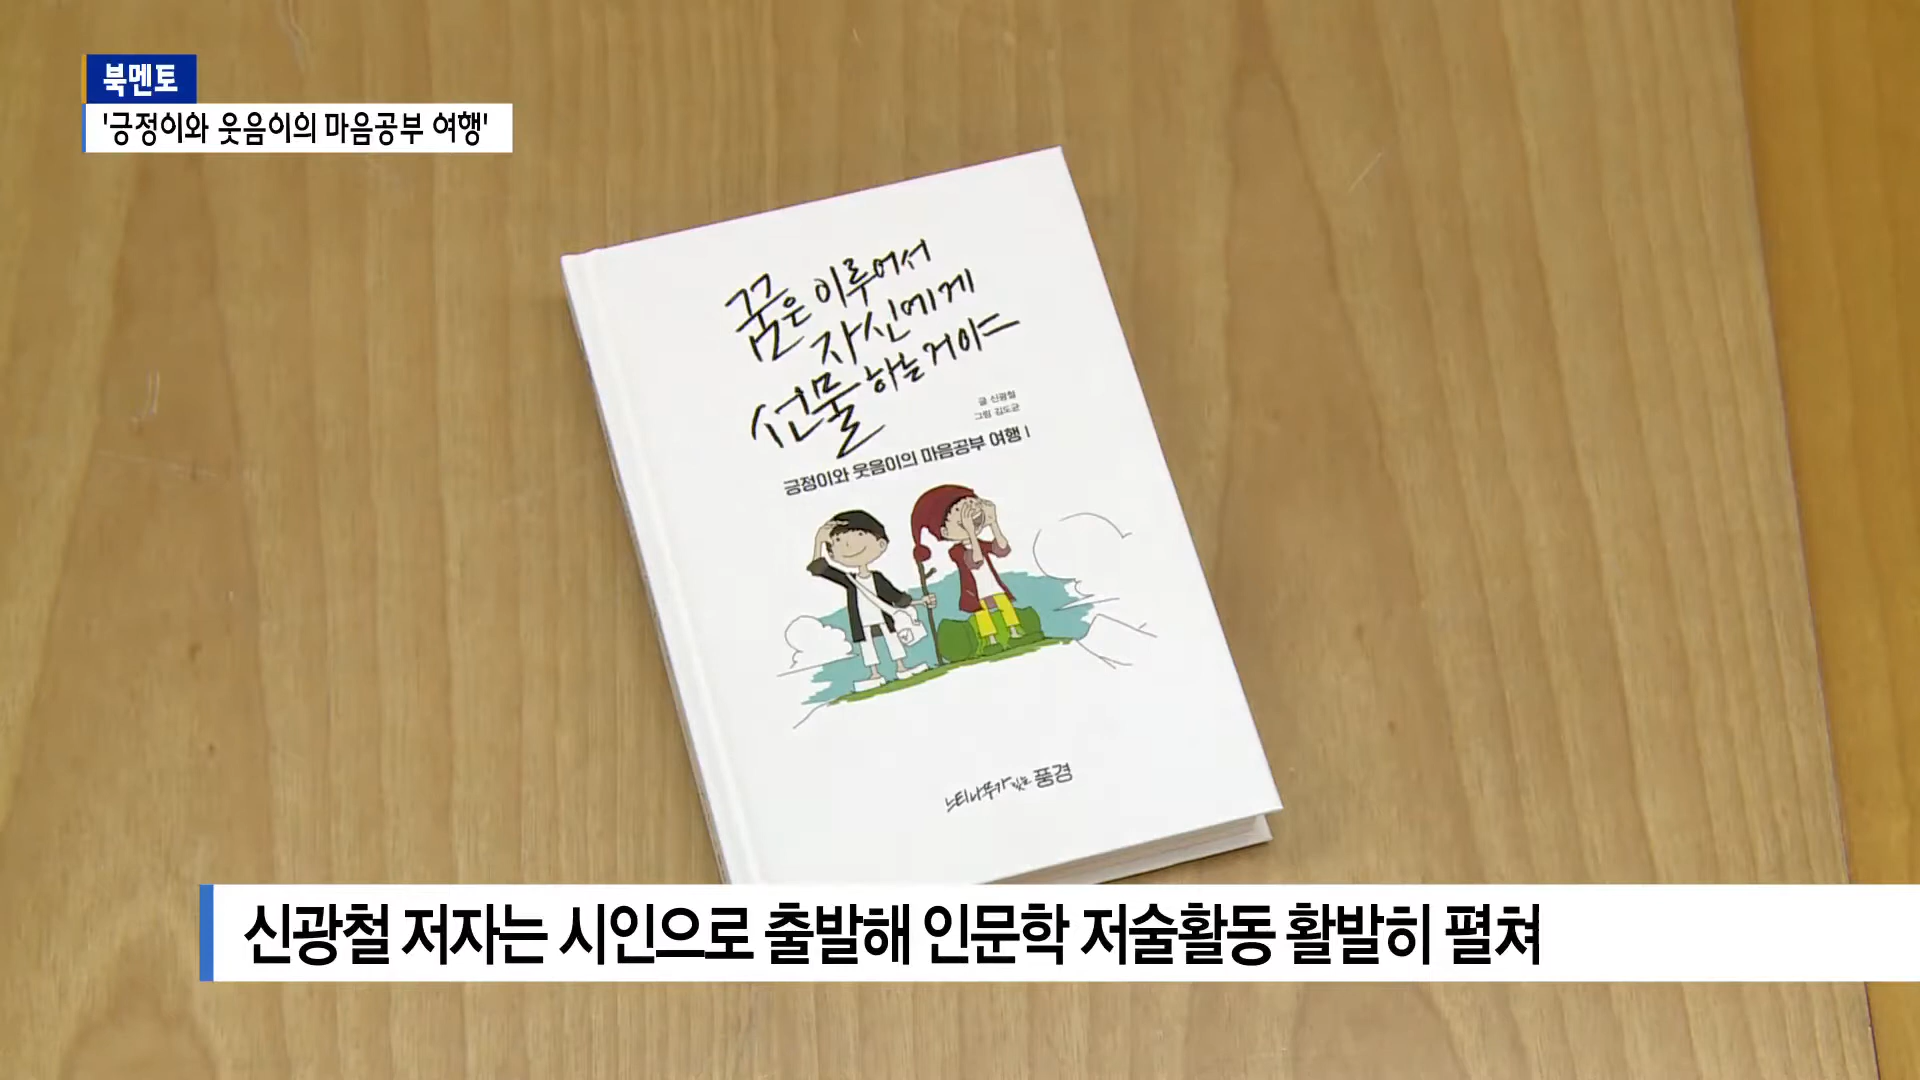 북멘토
'긍정이와 웃음이의 마음공부 여행'
꿈은 이루어서
자신에게
선물하는거야
글 신광철
그림 김도균
긍정이와 웃음이의 마음공부 여행 I
느티나무가 있는 풍경
신광철 저자는 시인으로 출발해 인문학 저술활동 활발히 펼쳐